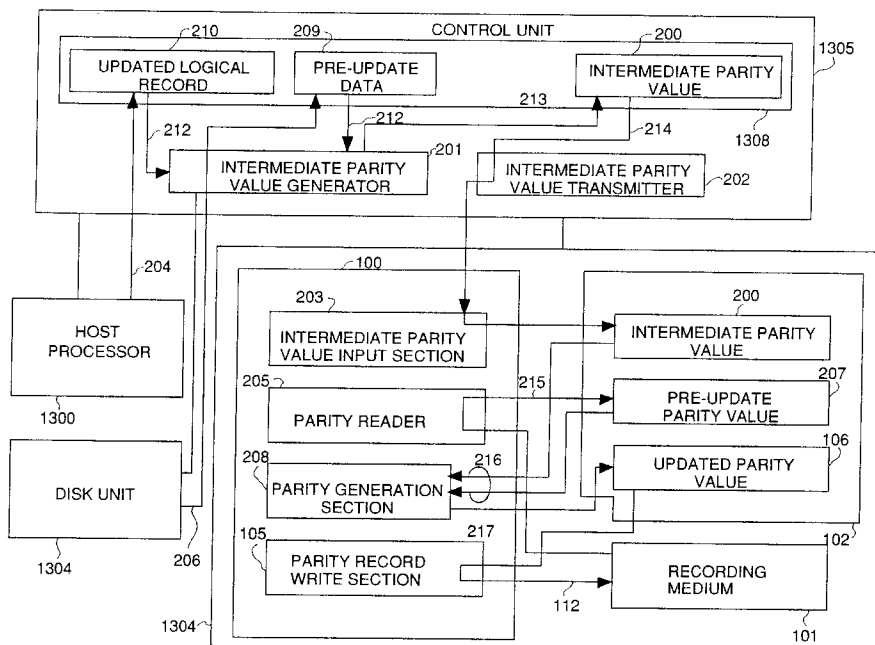 CONTROL UNIT
210
209
200
1305
UPDATED LOGICAL
RECORD
PRE-UPDATE
DATA
INTERMEDIATE PARITY
VALUE
213
1308
212
212
214
201
INTERMEDIATE PARITY
VALUE GENERATOR
INTERMEDIATE PARITY
VALUE TRANSMITTER
202
204
100
HOST
PROCESSOR
1300
203
INTERMEDIATE PARITY
VALUE INPUT SECTION
200
INTERMEDIATE PARITY
VALUE
205
PARITY READER
215
207
PRE-UPDATE
PARITY VALUE
DISK UNIT
1304
206
208
PARITY GENERATION
SECTION
216
106
UPDATED PARITY
VALUE
102
105
217
PARITY RECORD
WRITE SECTION
112
RECORDING
MEDIUM
101
1304